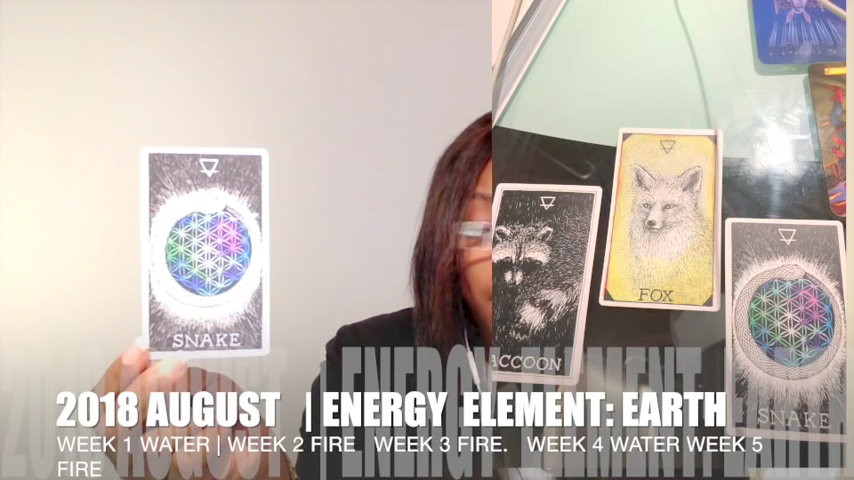 SNAKE
ACCOON
FOX
SNAKE
2018 AUGUST | ENERGY ELEMENT: EARTH
WEEK 1 WATER | WEEK 2 FIRE WEEK 3 FIRE. WEEK 4 WATER WEEK 5
FIRE